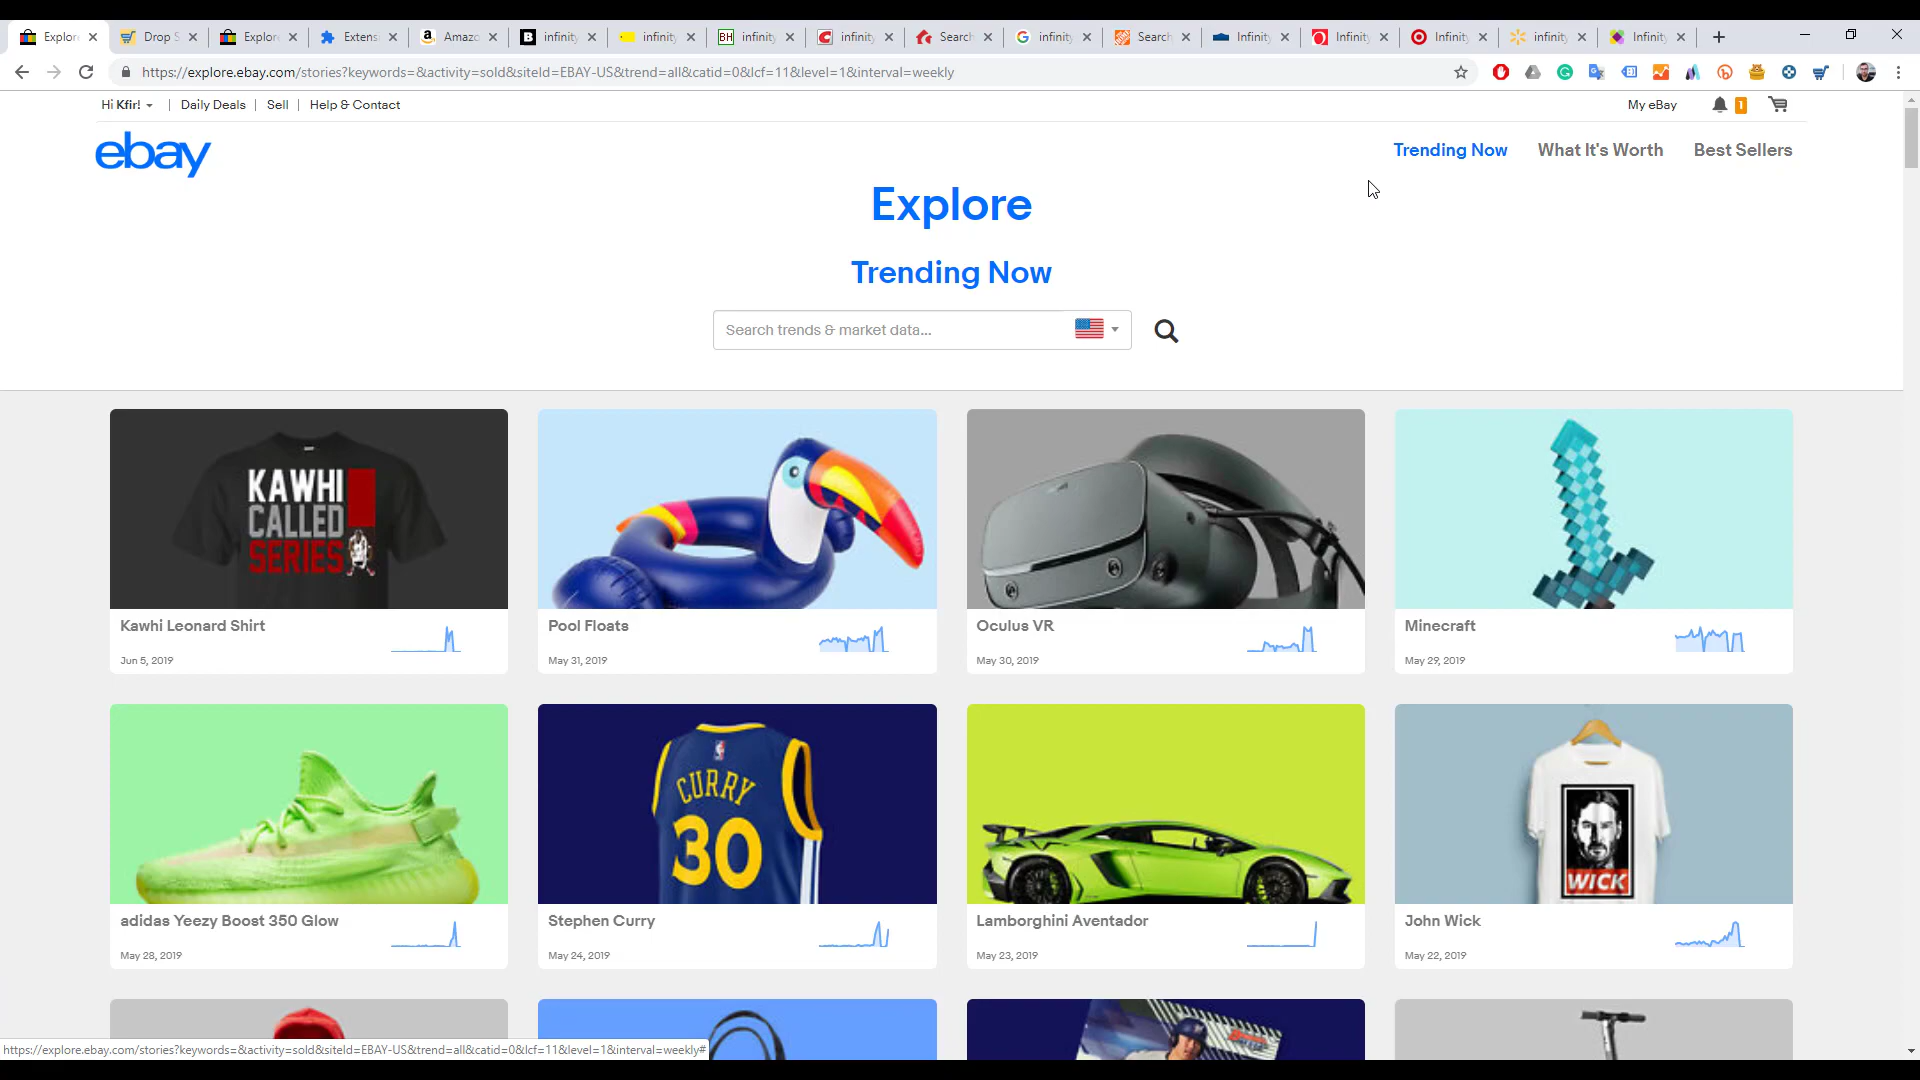 Explor
Drop S
Explor
Extens
Amazo
infinity
infinity
infinity
infinity
Search
infinity
Search
Infinity
Infinity
Infinity
infinity
Infinity
https://explore.ebay.com/stories?keywords=&activity=sold&siteId=EBAY-US&trend=all&catid=0&lcf=11&level=1&interval=weekly
Hi Kfir! | Daily Deals | Sell | Help & Contact
My eBay 1
ebay
Trending Now What It's Worth Best Sellers
Explore
Trending Now
Search trends & market data...
KAWHI
CALLED
SERIES
Kawhi Leonard Shirt
Jun 5, 2019
Pool Floats
May 31, 2019
Oculus VR
May 30, 2019
Minecraft
May 29, 2019
CURRY
30
WICK
adidas Yeezy Boost 350 Glow
May 28, 2019
Stephen Curry
May 24, 2019
Lamborghini Aventador
May 23, 2019
John Wick
May 22, 2019
https://explore.ebay.com/stories?keywords=&activity=sold&siteId=EBAY-US&trend=all&catid=0&lcf=11&level=1&interval=weekly#